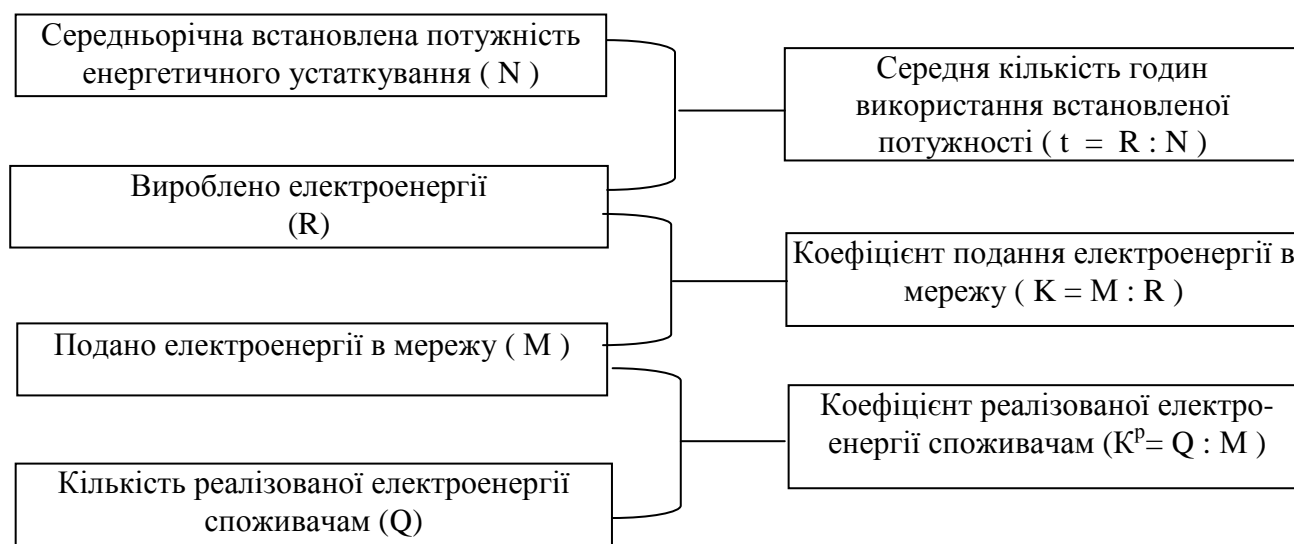 Середньорічна встановлена потужність
енергетичного устаткування ( N )
Середня кількість годин
використання встановленої
потужності ( t = R : N )
Вироблено електроенергії
(R)
Коефіцієнт подання електроенергії в
мережу ( K = M : R )
Подано електроенергії в мережу ( M )
Коефіцієнт реалізованої електро-
енергії споживачам (Kᵖ= Q : M )
Кількість реалізованої електроенергії
споживачам (Q)